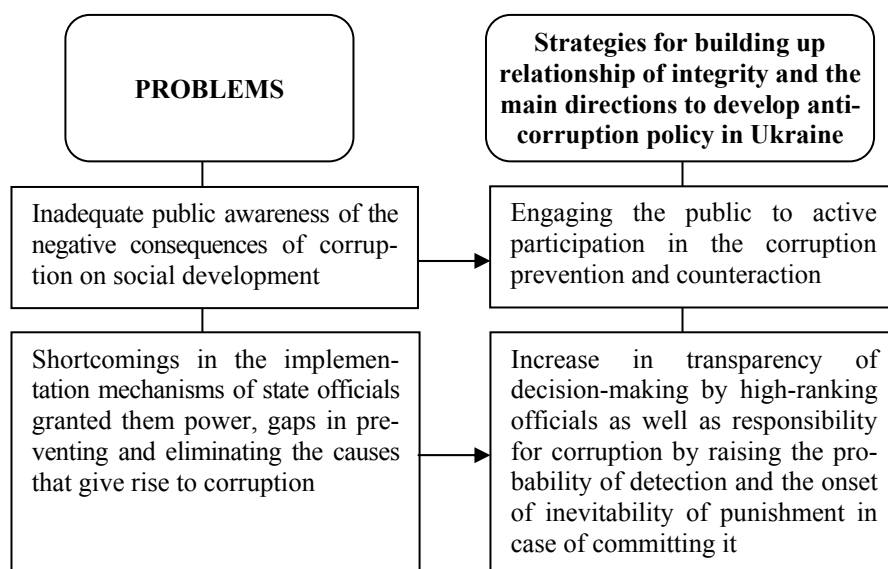 PROBLEMS
Strategies for building up
relationship of integrity and the
main directions to develop anti-
corruption policy in Ukraine
Inadequate public awareness of the
negative consequences of corrup-
tion on social development
Engaging the public to active
participation in the corruption
prevention and counteraction
Shortcomings in the implemen-
tation mechanisms of state officials
granted them power, gaps in pre-
venting and eliminating the causes
that give rise to corruption
Increase in transparency of
decision-making by high-ranking
officials as well as responsibility
for corruption by raising the pro-
bability of detection and the onset
of inevitability of punishment in
case of committing it